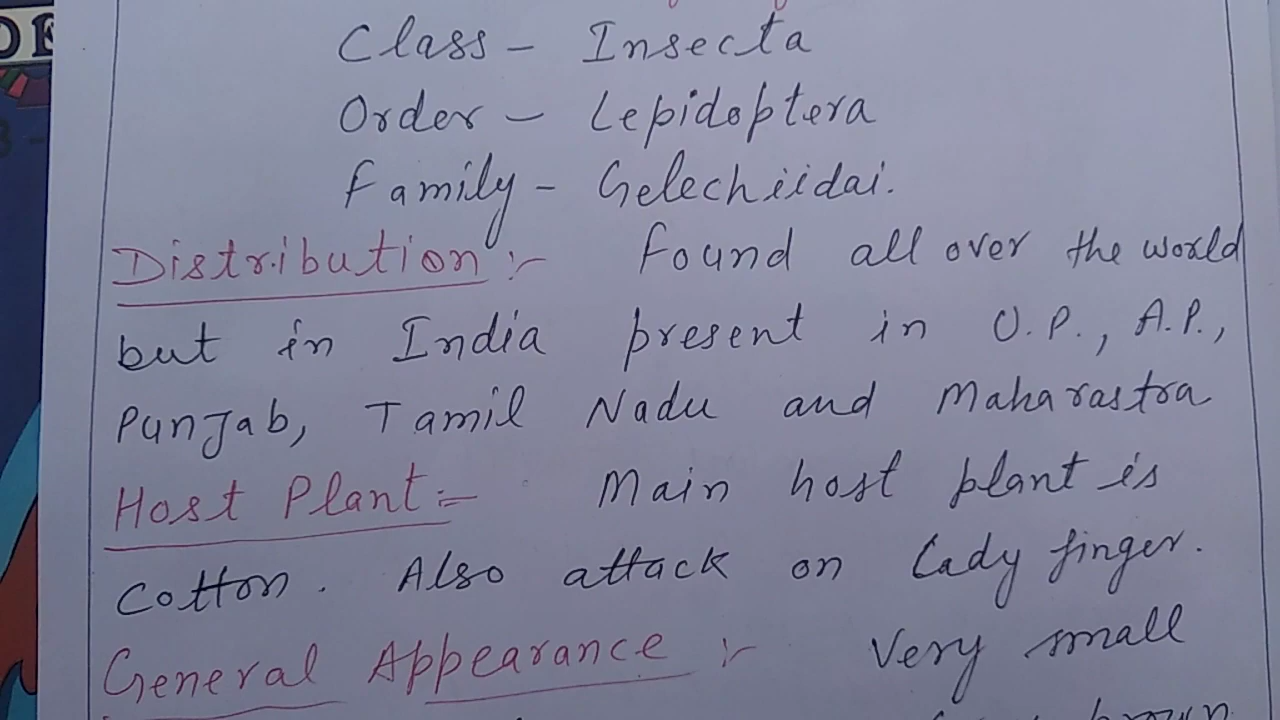 Class - Insecta
Order - Lepidoptera
Family - Gelechiidai.
Distribution :- Found all over the world
but in India present in U.P., A.P.,
Punjab, Tamil Nadu and Maharastra
Host Plant :- Main host plant is
Cotton. Also attack on Lady finger.
General Appearance :- Very small
brown